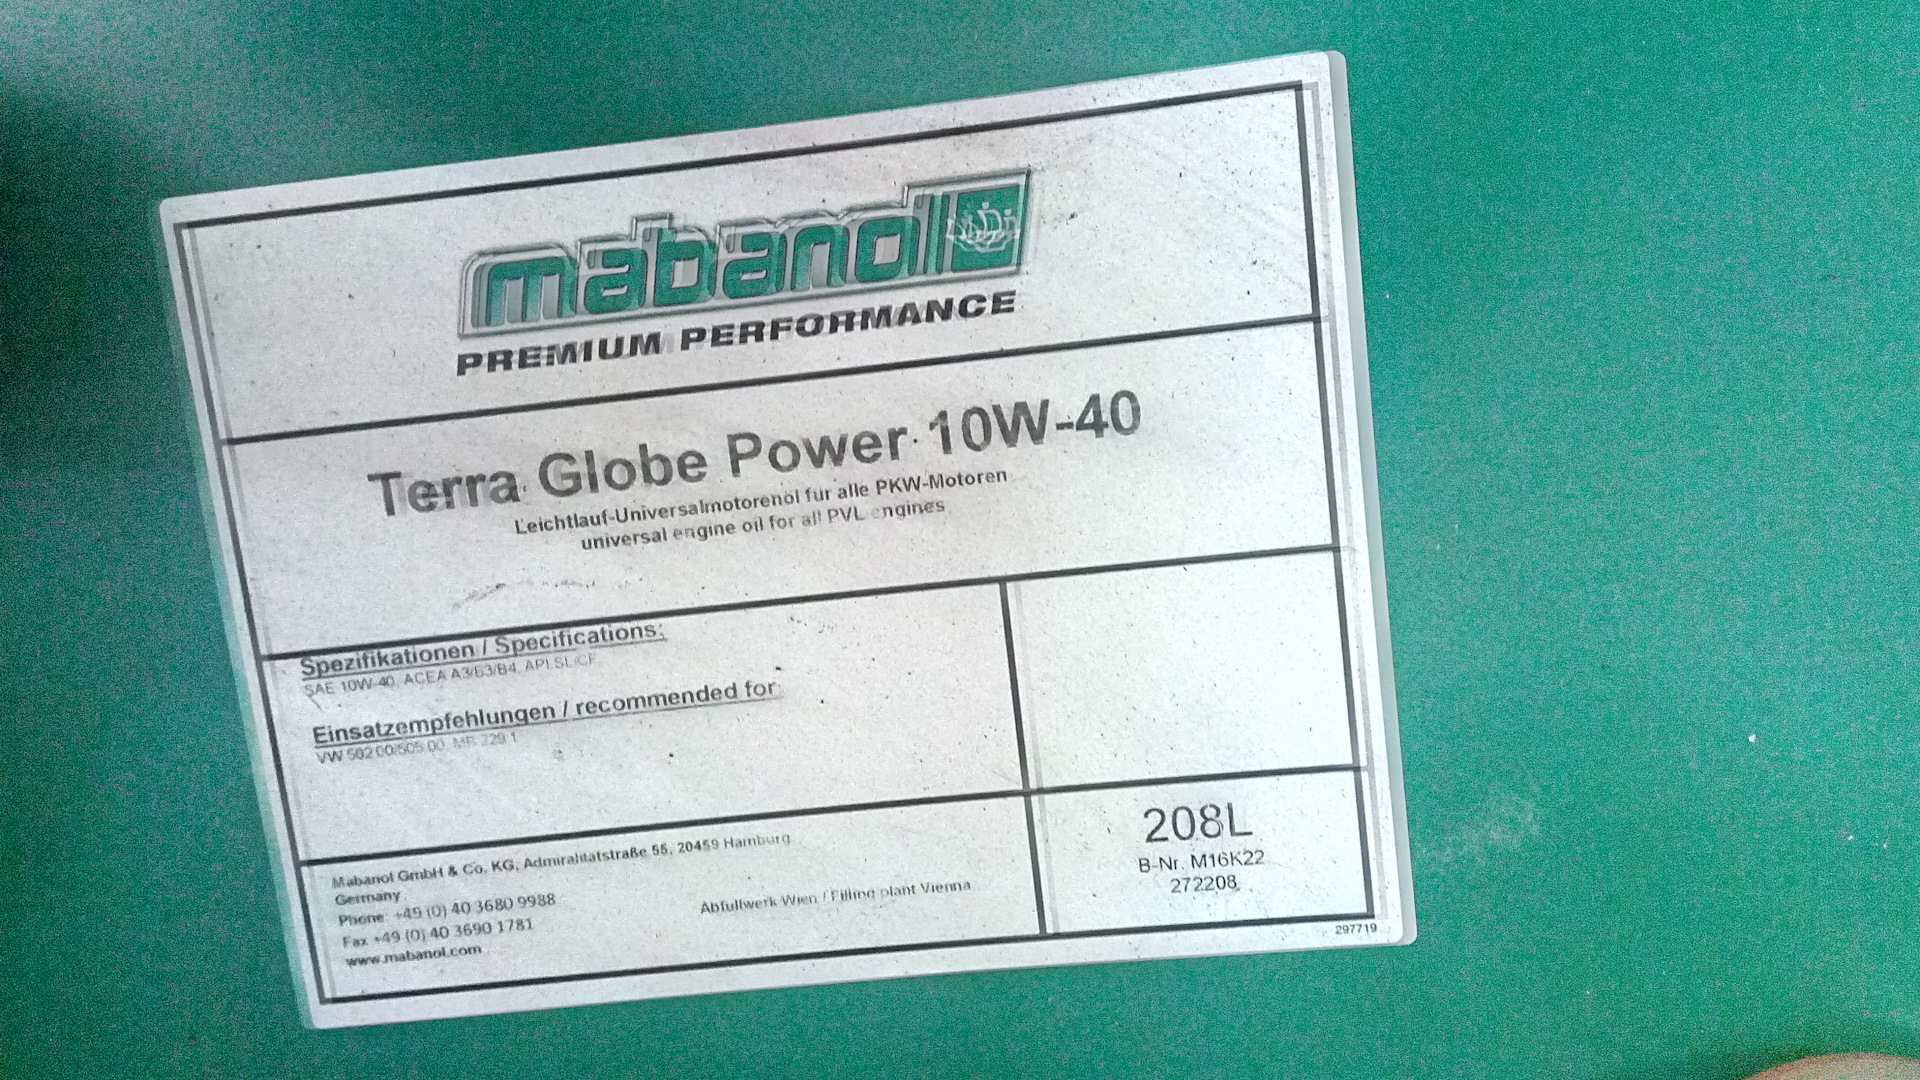 mabanol
PREMIUM PERFORMANCE
Terra Globe Power 10W-40
Leichtlauf-Universalmotorenöl für alle PKW-Motoren
universal engine oil for all PVL engines
Spezifikationen / Specifications:
SAE 10W-40, ACEA A3/B3/B4, API SL/CF
Einsatzempfehlungen / recommended for:
VW 502 00/505 00, MB 229.1
Mabanol GmbH & Co. KG, Admiralitätstraße 55, 20459 Hamburg
Germany
Phone: +49 (0) 40 3680 9988
Fax +49 (0) 40 3690 1781
www.mabanol.com
Abfüllwerk Wien / Filling plant Vienna
208L
B-Nr. M16K22
272208
297719